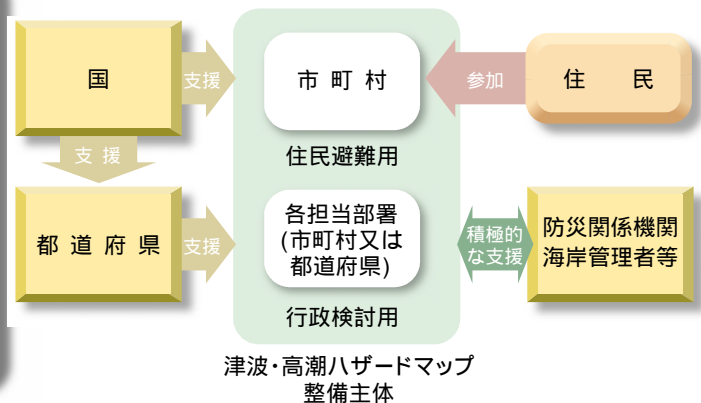 国
支援
市町村
参加
住民
支援
住民避難用
都道府県
支援
各担当部署
(市町村又は
都道府県)
積極的
な支援
防災関係機関
海岸管理者等
行政検討用
津波・高潮ハザードマップ
整備主体